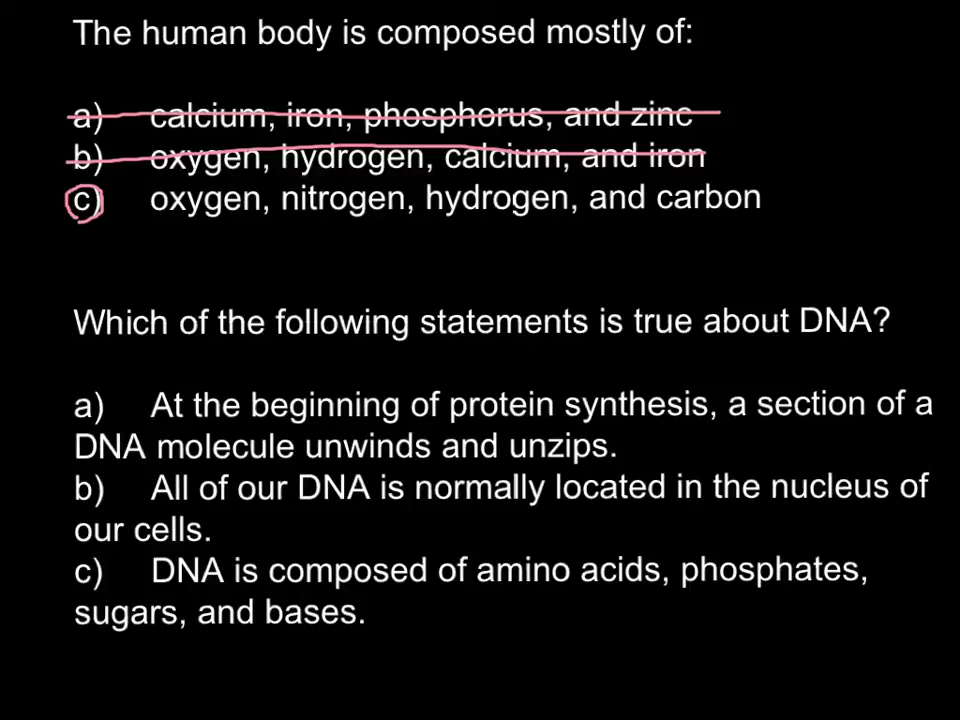 The human body is composed mostly of:
a) calcium, iron, phosphorus, and zinc
b) oxygen, hydrogen, calcium, and iron
c) oxygen, nitrogen, hydrogen, and carbon
Which of the following statements is true about DNA?
a) At the beginning of protein synthesis, a section of a
DNA molecule unwinds and unzips.
b) All of our DNA is normally located in the nucleus of
our cells.
c) DNA is composed of amino acids, phosphates,
sugars, and bases.